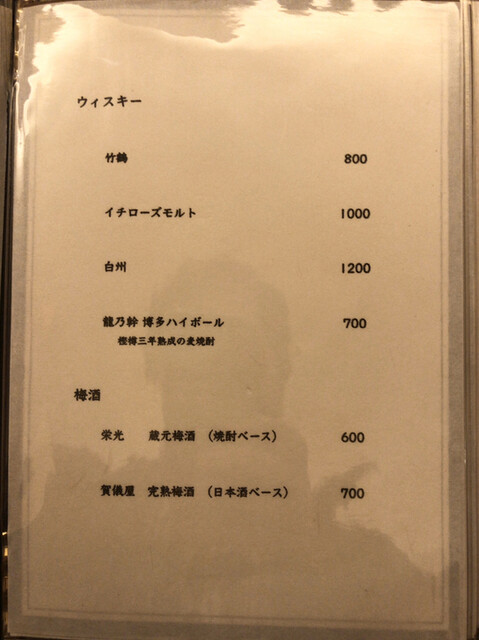 ウィスキー
竹鶴 800
イチローズモルト 1000
白州 1200
龍乃幹 博多ハイボール 700
樫樽三年熟成の麦焼酎
梅酒
栄光 蔵元梅酒 (焼酎ベース) 600
賀儀屋 完熟梅酒 (日本酒ベース) 700